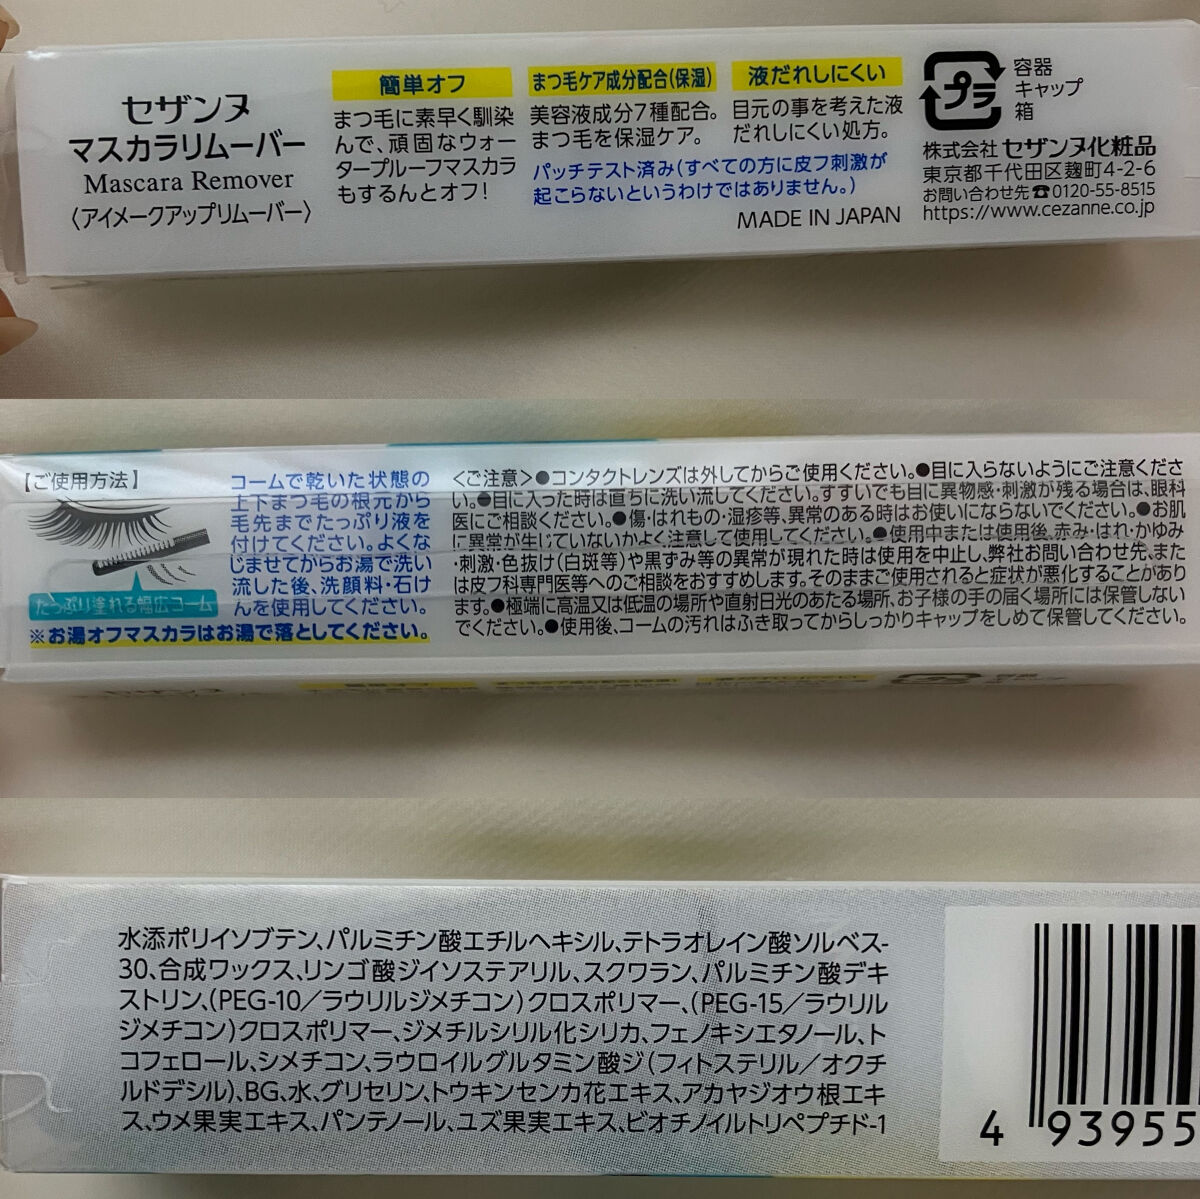 セザンヌ
マスカラリムーバー
Mascara Remover
〈アイメークアップリムーバー〉
簡単オフ
まつ毛に素早く馴染
んで、頑固なウォー
タープルーフマスカラ
もするんとオフ!
まつ毛ケア成分配合(保湿)
美容液成分7種配合。
まつ毛を保湿ケア。
液だれしにくい
目元の事を考えた液
だれしにくい処方。
パッチテスト済み(すべての方に皮フ刺激が
起こらないというわけではありません。)
MADE IN JAPAN
プラ
容器
キャップ
箱
株式会社 セザンヌ化粧品
東京都千代田区麹町4-2-6
お問い合わせ先☎0120-55-8515
https://www.cezanne.co.jp
【ご使用方法】
たっぷり塗れる幅広コーム
コームで乾いた状態の
上下まつ毛の根元から
毛先までたっぷり液を
付けてください。よくな
じませてからお湯で洗い
流した後、洗顔料・石け
んを使用してください。
※お湯オフマスカラはお湯で落としてください。
〈ご注意〉●コンタクトレンズは外してからご使用ください。●目に入らないようにご注意くださ
い。●目に入った時は直ちに洗い流してください。すすいでも目に異物感・刺激が残る場合は、眼科
医にご相談ください。●傷・はれもの・湿疹等、異常のある時はお使いにならないでください。●お肌
に異常が生じていないかよく注意して使用してください。●使用中または使用後、赤み・はれ・かゆみ
・刺激・色抜け(白斑等)や黒ずみ等の異常が現れた時は使用を中止し、弊社お問い合わせ先、また
は皮フ科専門医等へのご相談をおすすめします。そのままご使用されると症状が悪化することがあり
ます。●極端に高温又は低温の場所や直射日光のあたる場所、お子様の手の届く場所には保管しない
でください。●使用後、コームの汚れはふき取ってからしっかりキャップをしめて保管してください。
水添ポリイソブテン、パルミチン酸エチルヘキシル、テトラオレイン酸ソルベス-
30、合成ワックス、リンゴ酸ジイソステアリル、スクワラン、パルミチン酸デキ
ストリン、(PEG-10/ラウリルジメチコン)クロスポリマー、(PEG-15/ラウリル
ジメチコン)クロスポリマー、ジメチルシリル化シリカ、フェノキシエタノール、ト
コフェロール、シメチコン、ラウロイルグルタミン酸ジ(フィトステリル/オクチ
ルドデシル)、BG、水、グリセリン、トウキンセンカ花エキス、アカヤジオウ根エキ
ス、ウメ果実エキス、パンテノール、ユズ果実エキス、ビオチノイルトリペプチド-1
4 93955